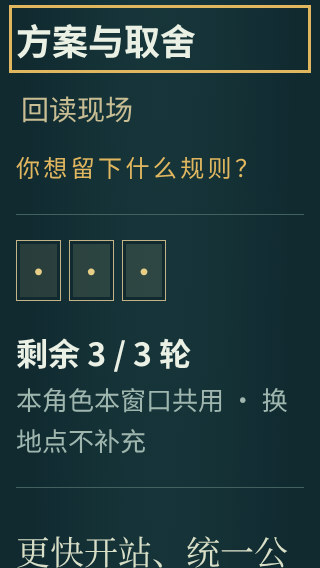 方案与取舍
回读现场
你想留下什么规则？
剩余 3 / 3 轮
本角色本窗口共用 · 换
地点不补充
更快开站、统一公